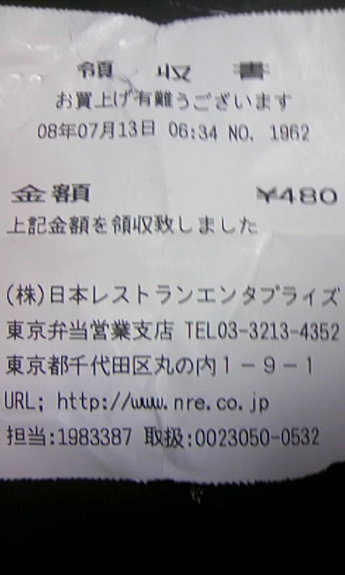 領収書
お買上げ有難うございます
08年07月13日 06:34 NO. 1962
金額 ¥480
上記金額を領収致しました
(株)日本レストランエンタプライズ
東京弁当営業支店 TEL03-3213-4352
東京都千代田区丸の内1-9-1
URL; http://www.nre.co.jp
担当:1983387 取扱:0023050-0532